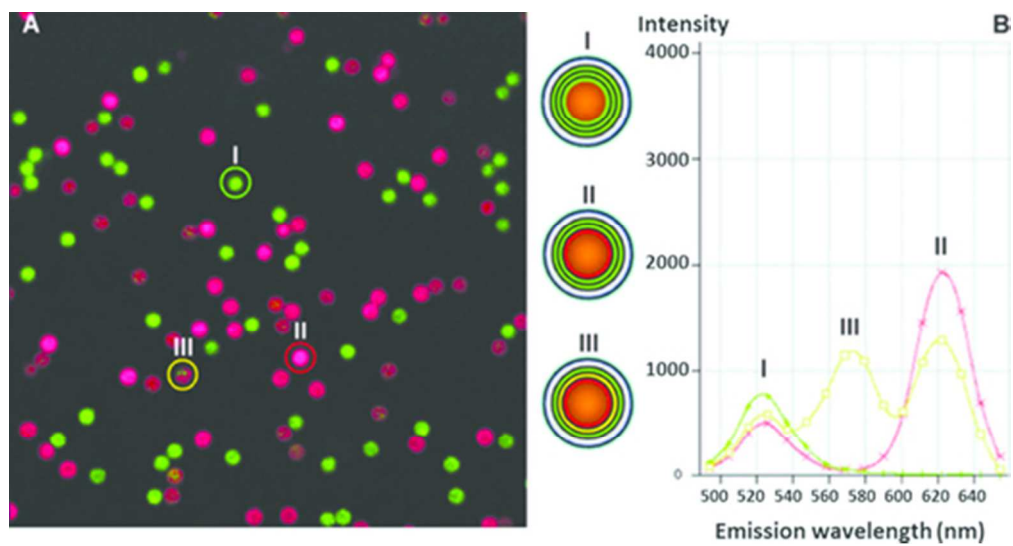 A
I
II
III
I
II
III
Intensity
B
4000
3000
2000
1000
0
I
III
II
500
520
540
560
580
600
620
640
Emission wavelength (nm)